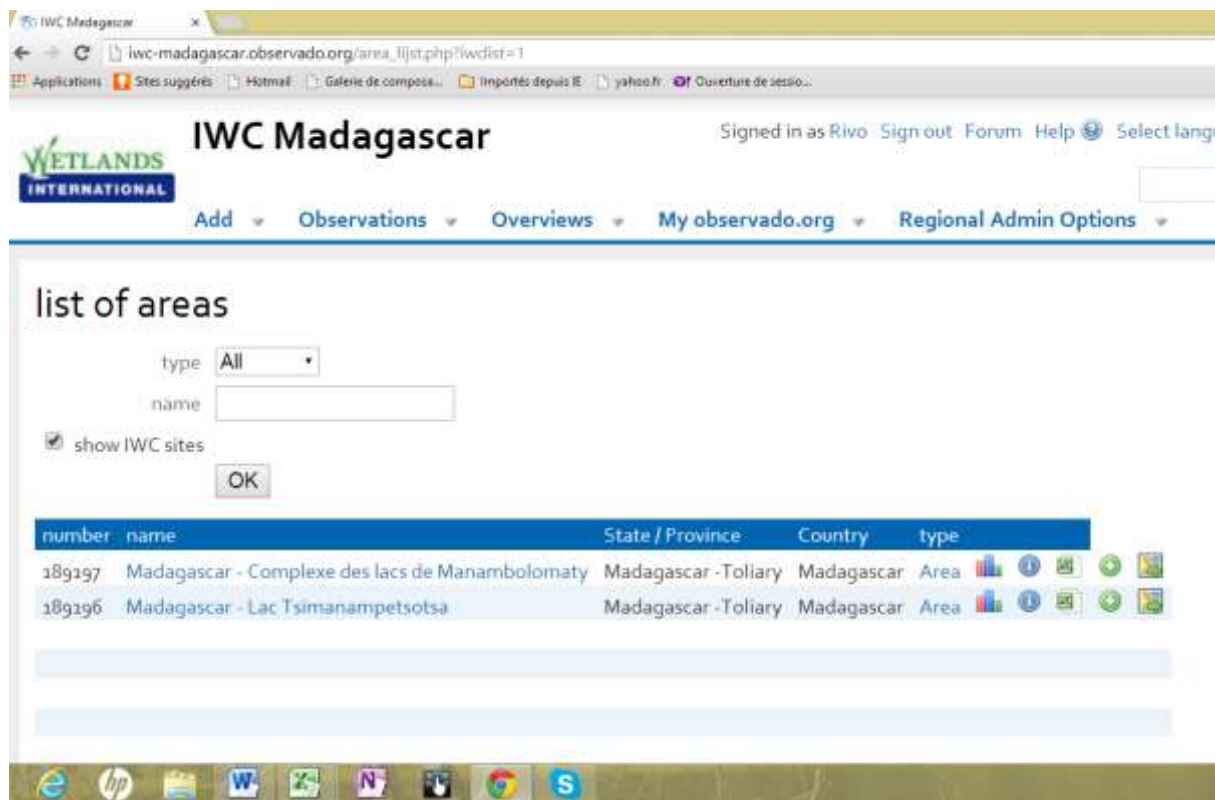 IWC Madagascar
iwc-madagascar.observado.org/area_lijst.php?iwclist=1
Applications Sites suggérés Hotmail Galerie de compose... Importés depuis IE yahoo.fr Ouverture de sessio...
WETLANDS
INTERNATIONAL
IWC Madagascar
Signed in as Rivo Sign out Forum Help Select langu
Add Observations Overviews My observado.org Regional Admin Options
list of areas
type All
name
show IWC sites
OK
number name State / Province Country type
189197 Madagascar - Complexe des lacs de Manambolomaty Madagascar -Toliary Madagascar Area
189196 Madagascar - Lac Tsimanampetsotsa Madagascar -Toliary Madagascar Area
hp
W
X
N
S